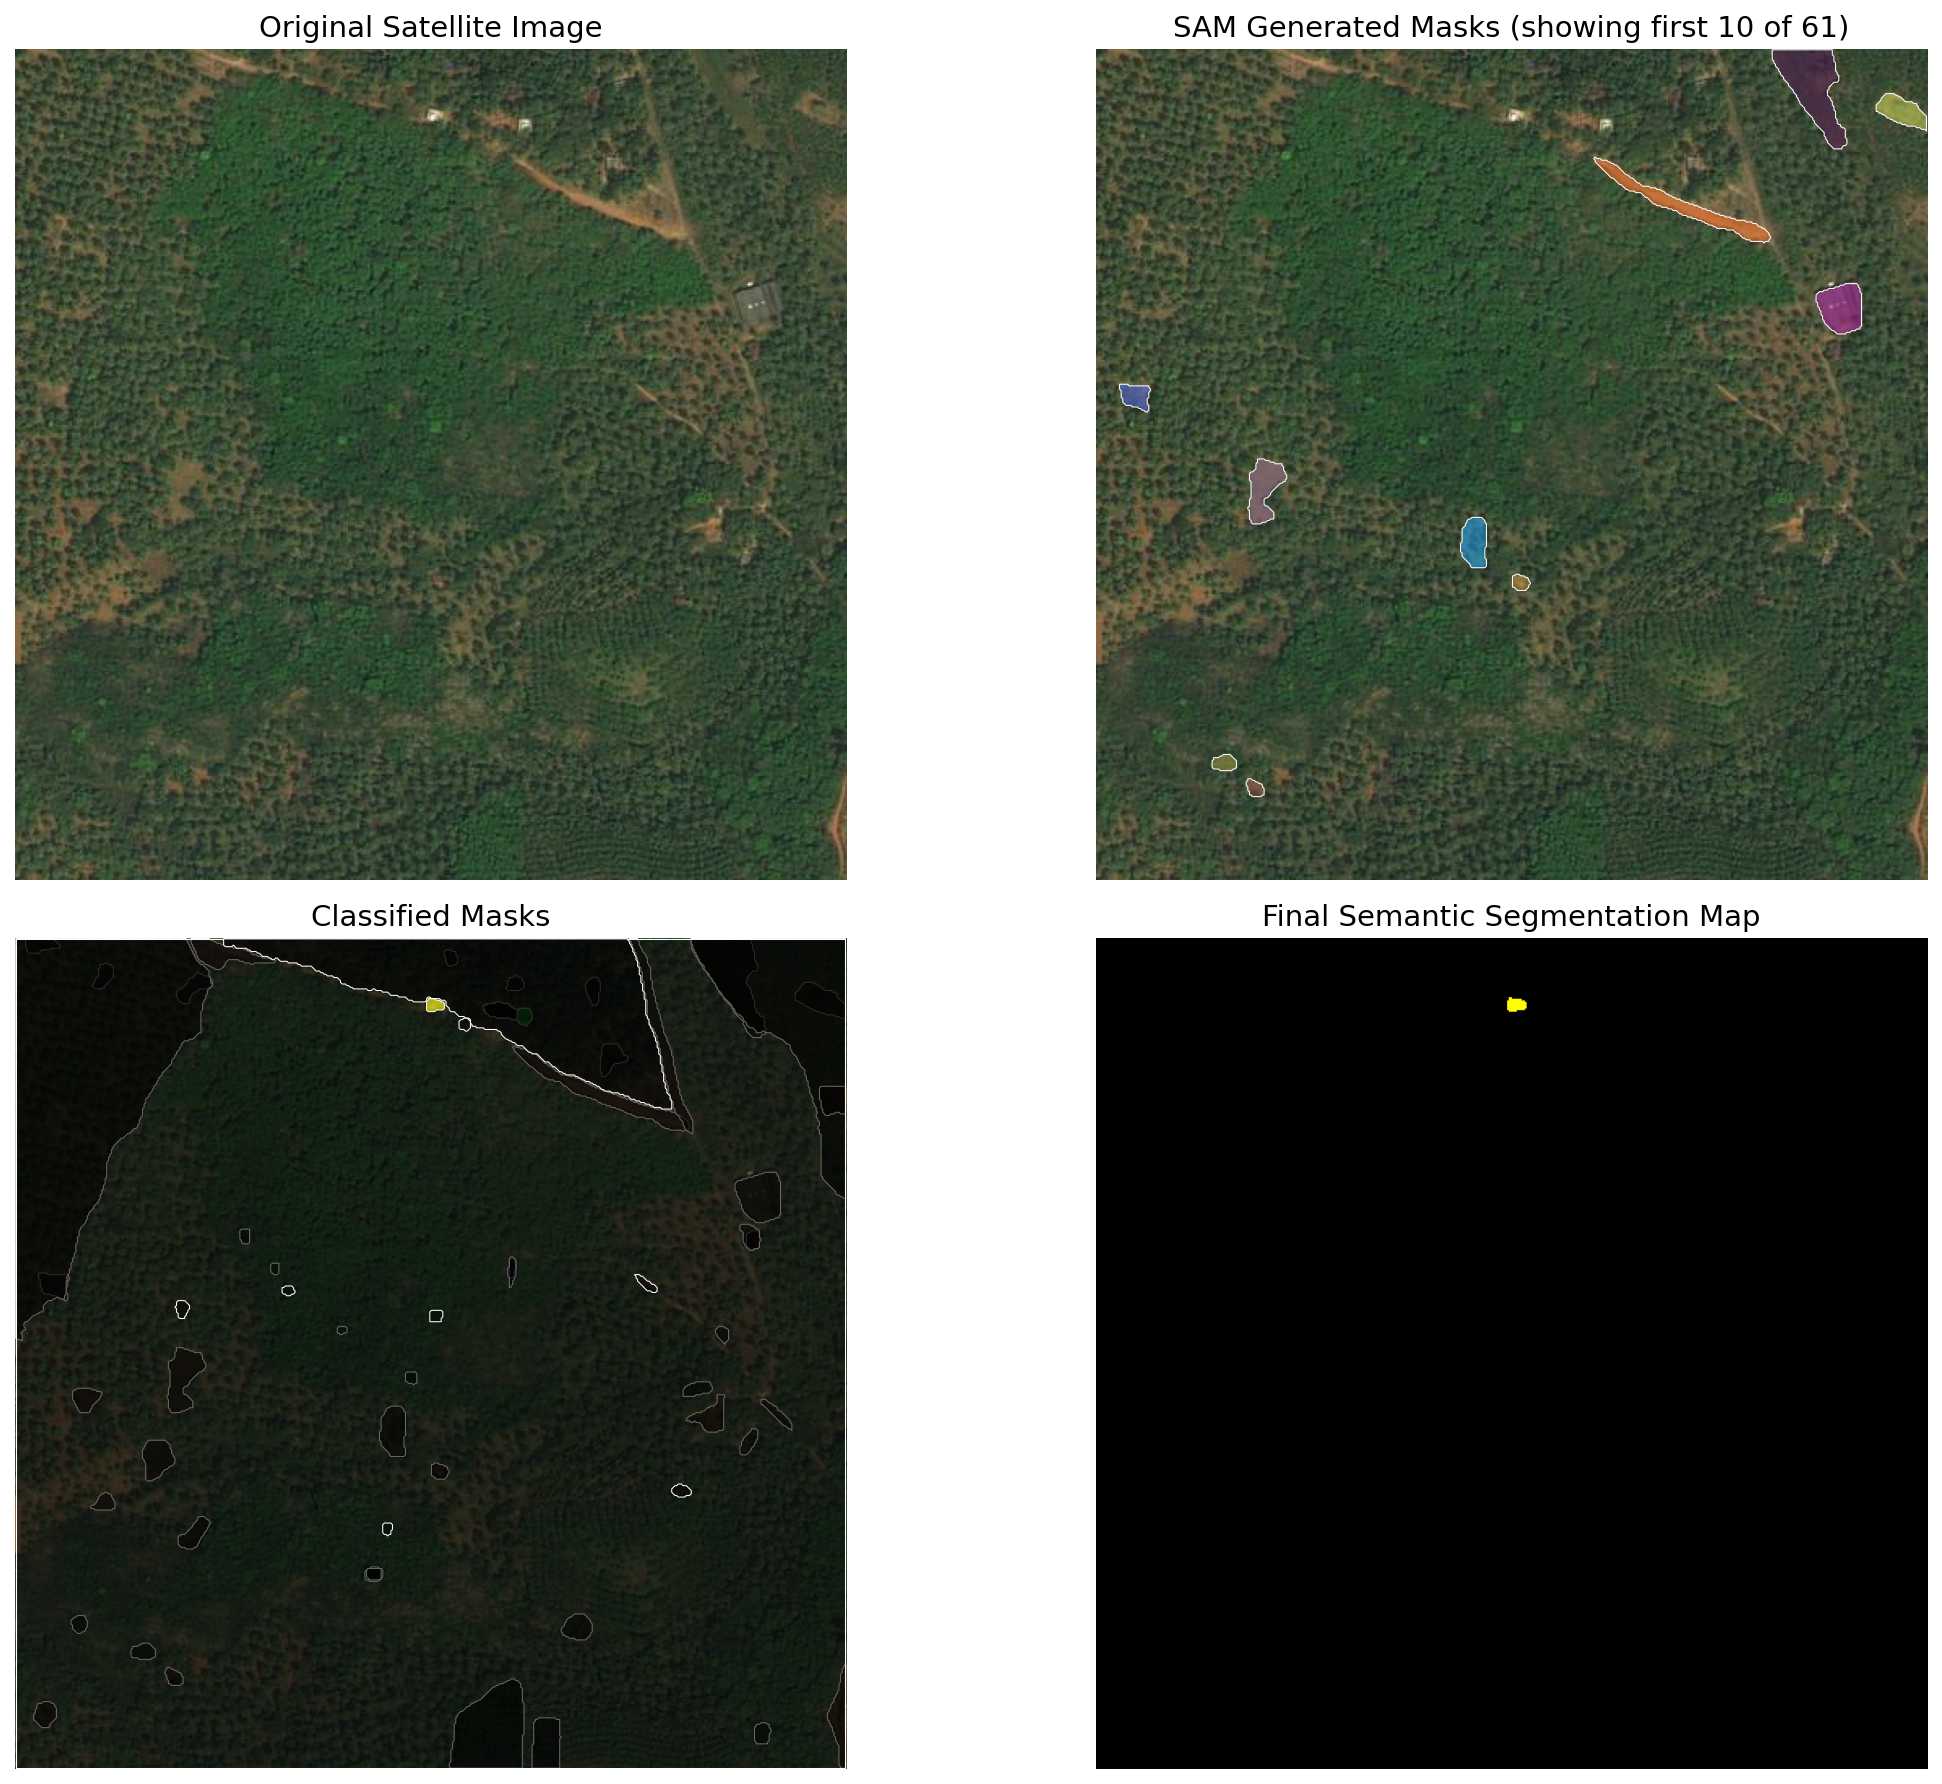 Original Satellite Image
SAM Generated Masks (showing first 10 of 61)
Classified Masks
Final Semantic Segmentation Map